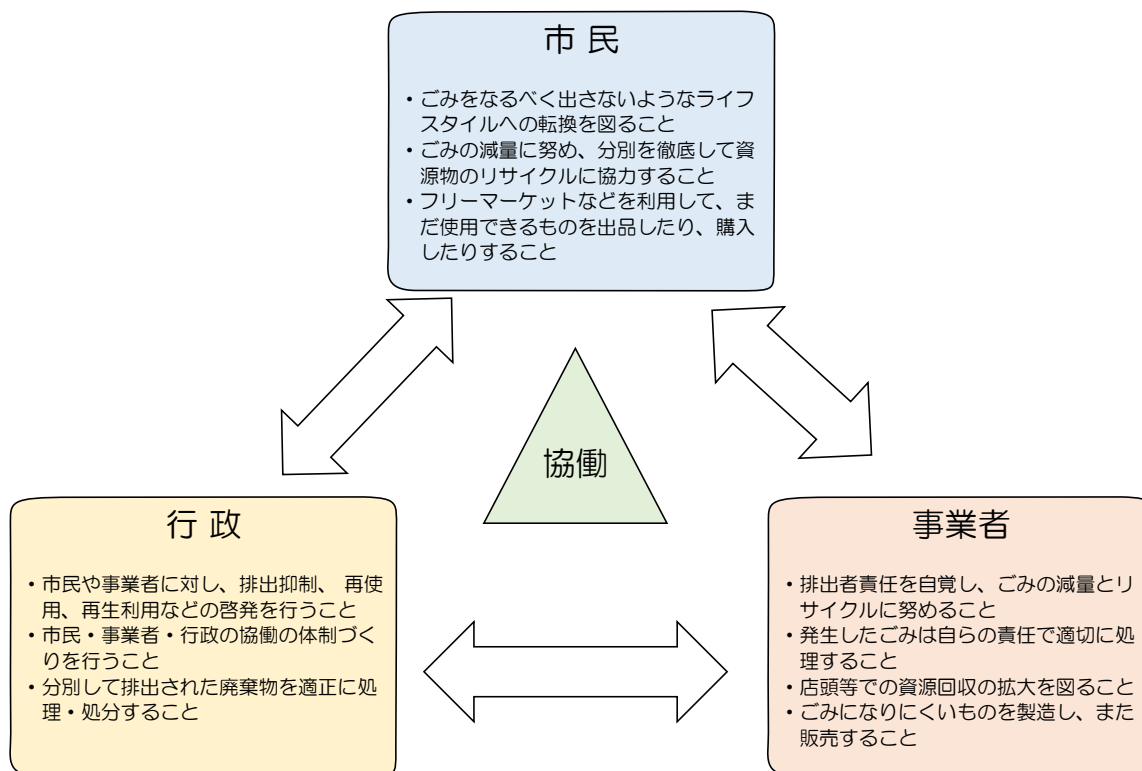 市 民
・ごみをなるべく出さないようなライフ
スタイルへの転換を図ること
・ごみの減量に努め、分別を徹底して資
源物のリサイクルに協力すること
・フリーマーケットなどを利用して、ま
だ使用できるものを出品したり、購入
したりすること
協働
行 政
・市民や事業者に対し、排出抑制、 再使
用、再生利用などの啓発を行うこと
・市民・事業者・行政の協働の体制づく
りを行うこと
・分別して排出された廃棄物を適正に処
理・処分すること
事業者
・排出者責任を自覚し、ごみの減量とリ
サイクルに努めること
・発生したごみは自らの責任で適切に処
理すること
・店頭等での資源回収の拡大を図ること
・ごみになりにくいものを製造し、また
販売すること